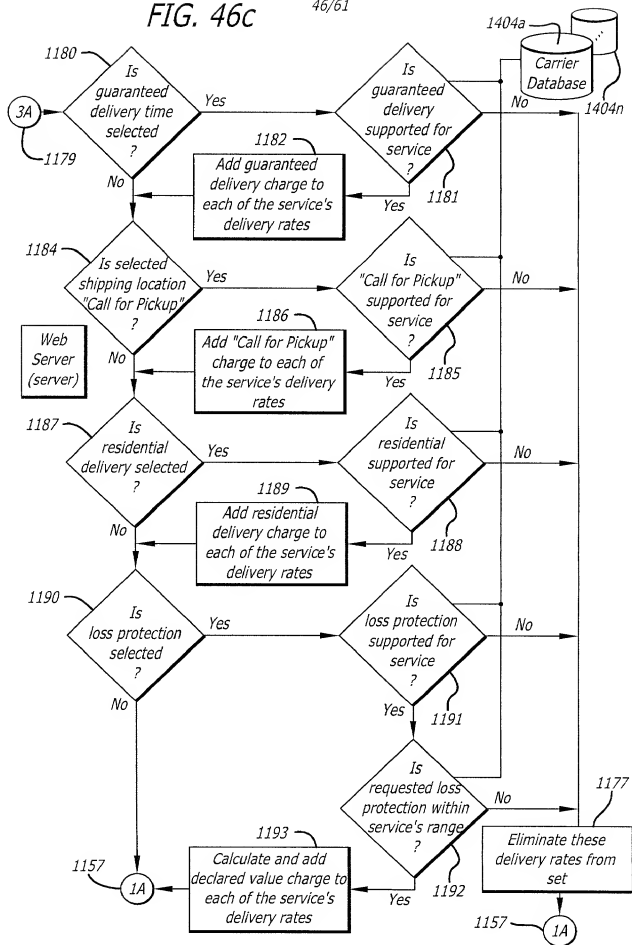 FIG. 46c
46/61
1404a
Carrier
Database
1404n
1180
Is
guaranteed
delivery time
selected
?
Yes
No
3A
1179
Is
guaranteed
delivery
supported for
service
?
No
Yes
1181
1182
Add guaranteed
delivery charge to
each of the service's
delivery rates
1184
Is selected
shipping location
"Call for Pickup"
?
Yes
No
Is
"Call for Pickup"
supported for
service
?
No
Yes
1185
1186
Add "Call for Pickup"
charge to each of
the service's delivery
rates
Web
Server
(server)
1187
Is
residential
delivery selected
?
Yes
No
Is
residential
supported for
service
?
No
Yes
1188
1189
Add residential
delivery charge to
each of the service's
delivery rates
1190
Is
loss protection
selected
?
Yes
No
Is
loss protection
supported for
service
?
No
Yes
1191
Is
requested loss
protection within
service's range
?
No
Yes
1192
1193
Calculate and add
declared value charge to
each of the service's
delivery rates
1157
1A
1177
Eliminate these
delivery rates from
set
1157
1A